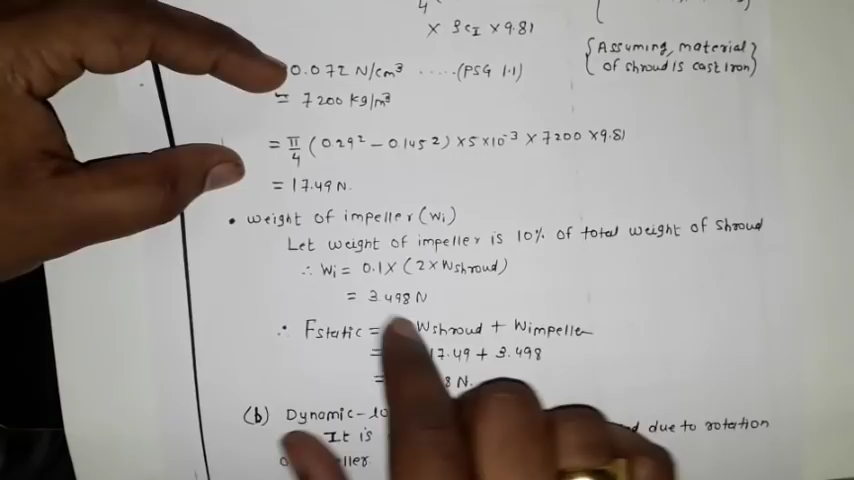 4
× ρCI × 9.81
{Assuming, material of shroud is cast iron}
0.072 N/cm³ ......(PSG 1.1)
= 7200 kg/m³
= π/4 (0.29² - 0.145²) × 5×10⁻³ × 7200 × 9.81
= 17.49 N.
• Weight of impeller (Wi)
Let weight of impeller is 10% of total weight of shroud
∴ Wi = 0.1 × (2 × Wshroud)
= 3.498 N
∴ Fstatic = Wshroud + Wimpeller
= 17.49 + 3.498
= 8 N.
(b) Dynamic-lo
It is due to rotation